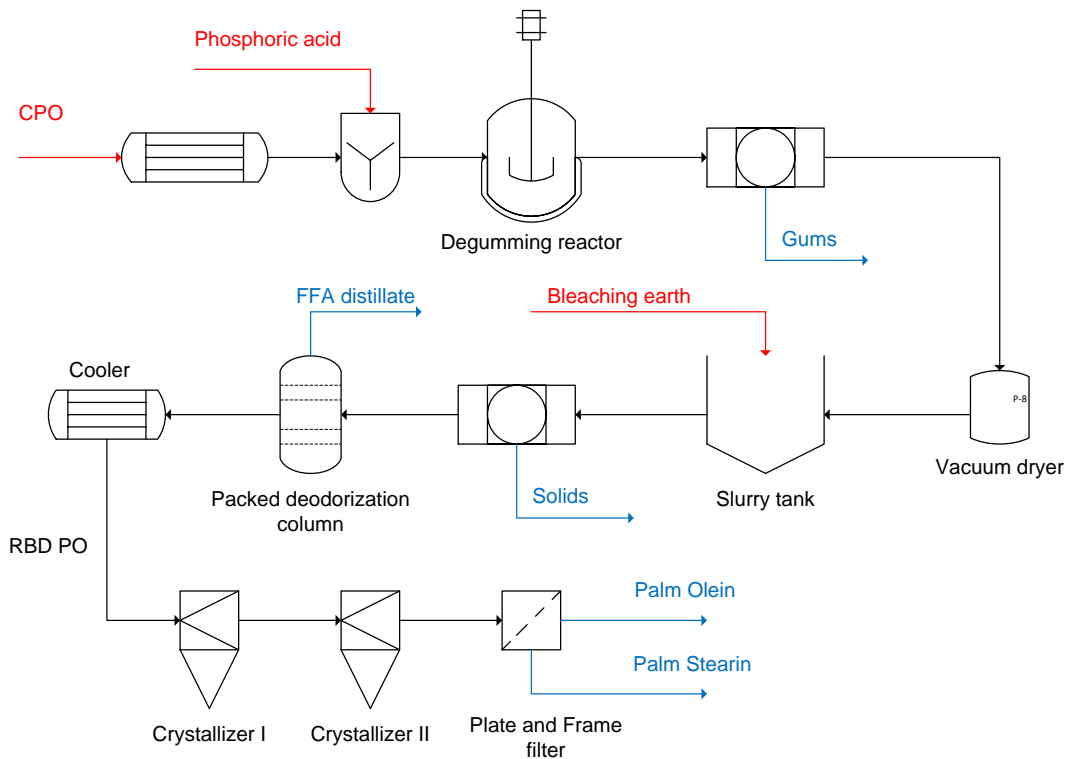 Phosphoric acid
CPO
Degumming reactor
Gums
FFA distillate
Bleaching earth
Cooler
P-8
Vacuum dryer
Packed deodorization
column
Solids
Slurry tank
RBD PO
Palm Olein
Palm Stearin
Crystallizer I
Crystallizer II
Plate and Frame
filter